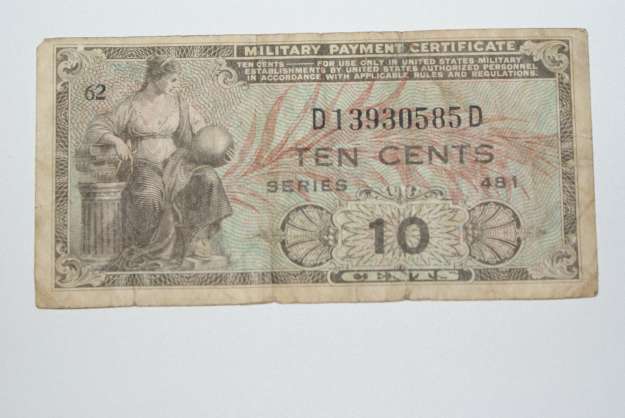 MILITARY PAYMENT CERTIFICATE
TEN CENTS — FOR USE ONLY IN UNITED STATES MILITARY
ESTABLISHMENTS BY UNITED STATES AUTHORIZED PERSONNEL
IN ACCORDANCE WITH APPLICABLE RULES AND REGULATIONS.
62
D13930585D
TEN CENTS
SERIES 481
10
CENTS